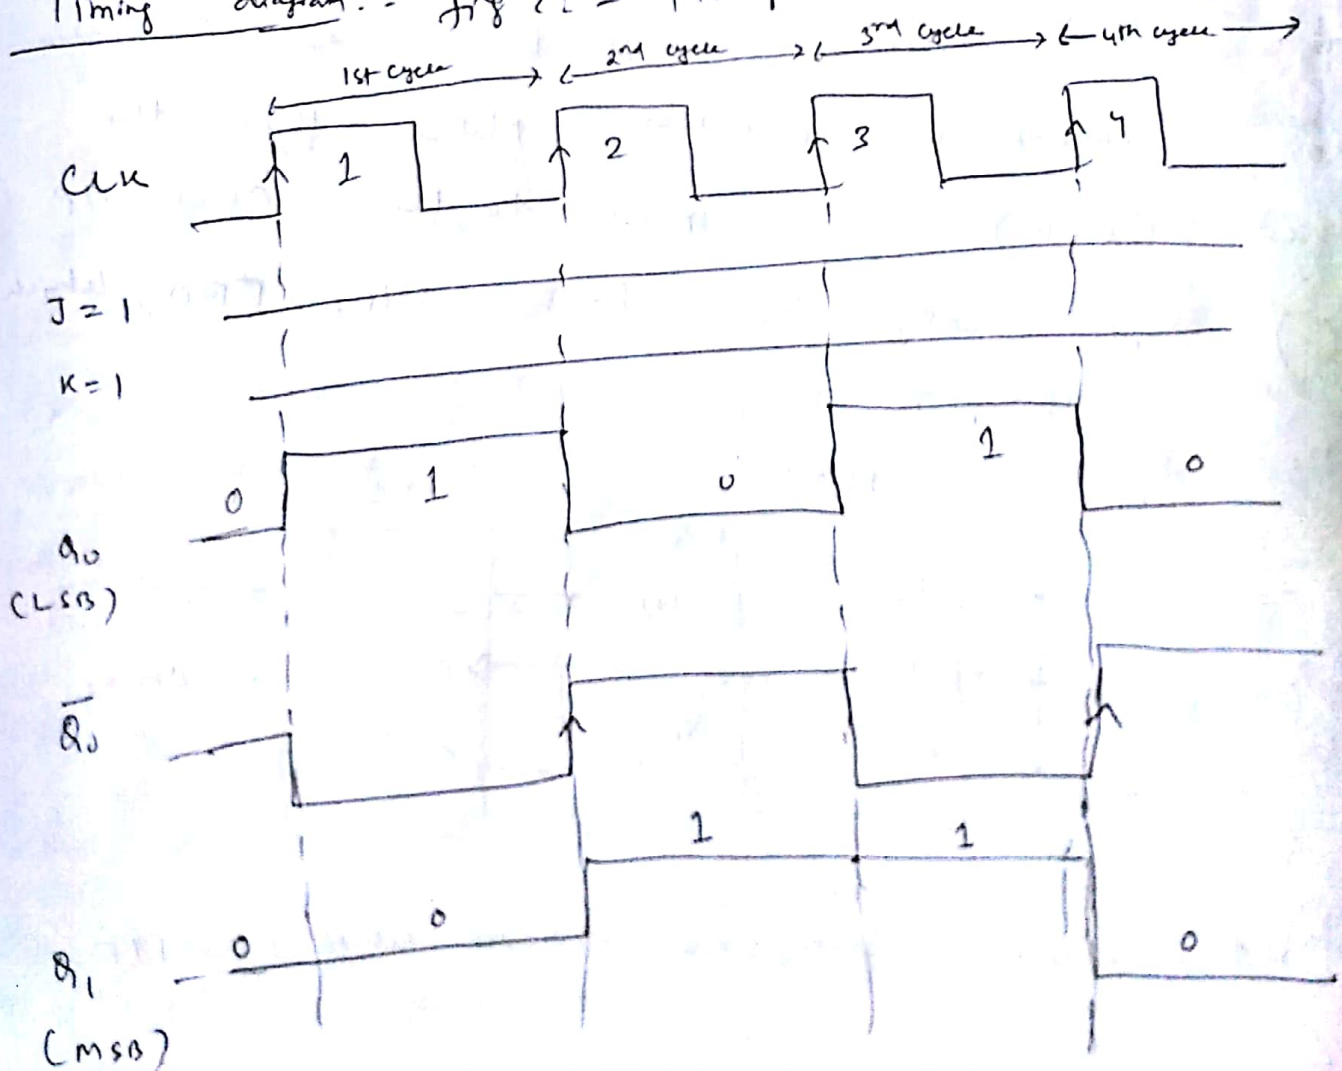 Timing diagram:-
1st cycle
2nd cycle
3rd cycle
4th cycle
CLK
1 2 3 4
J = 1
K = 1
0 1 0 1 0
Q0
(LSB)
Q̅0
1 1
0 0 0
Q1
(MSB)